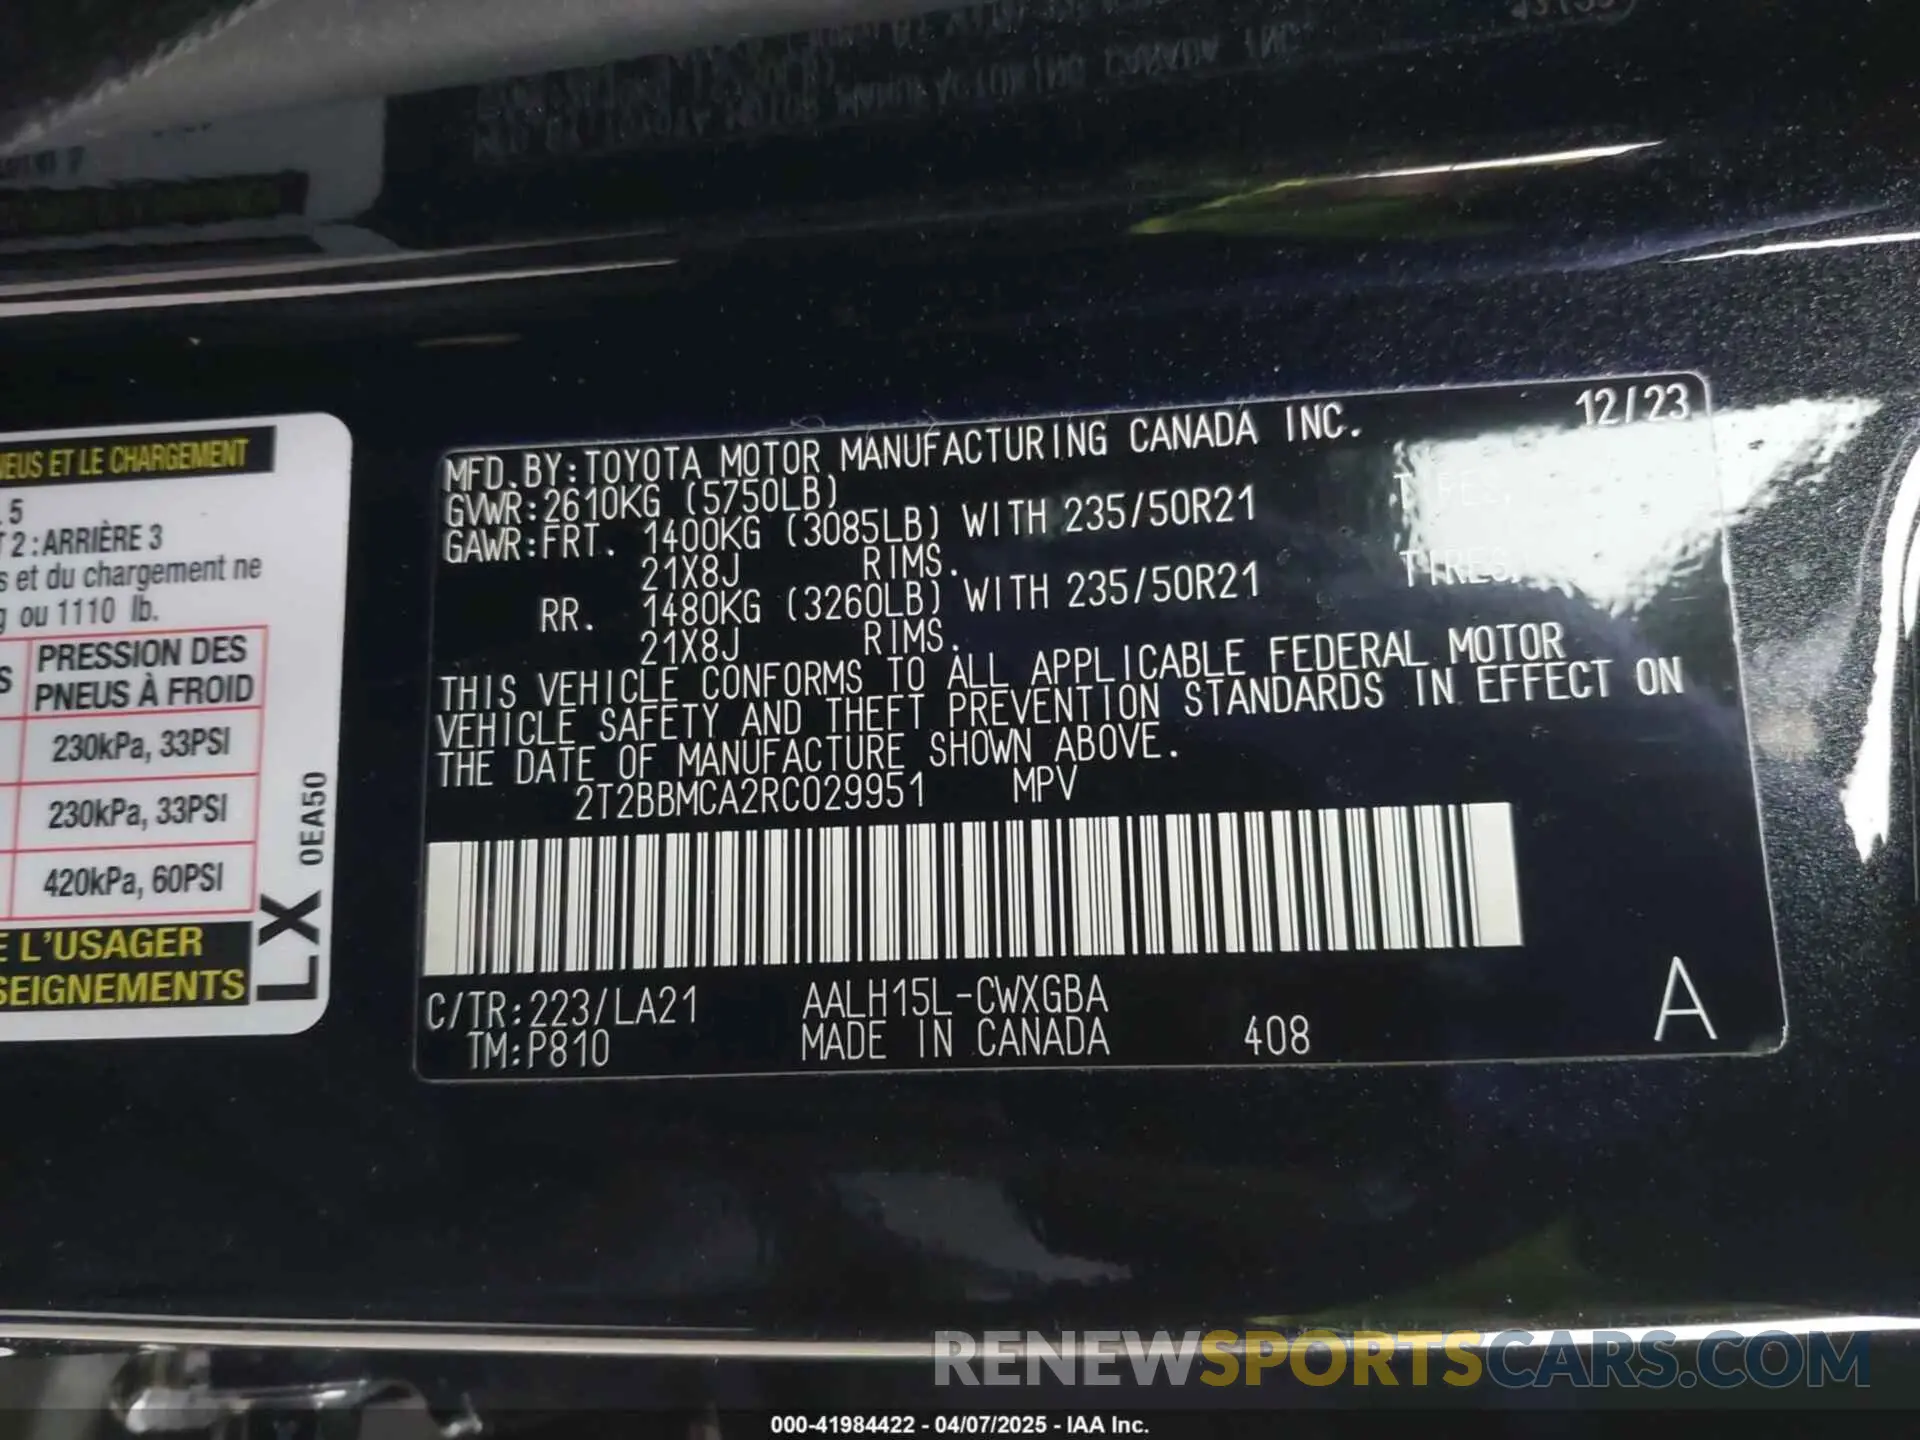 NEUS ET LE CHARGEMENT
5
2 : ARRIÈRE 3
s et du chargement ne
ou 1110 lb.
S PRESSION DES
PNEUS À FROID
230kPa, 33PSI
230kPa, 33PSI
420kPa, 60PSI
E L'USAGER
SEIGNEMENTS
LX 0EA50
12/23
MFD.BY:TOYOTA MOTOR MANUFACTURING CANADA INC.
GVWR:2610KG (5750LB)
GAWR:FRT. 1400KG (3085LB) WITH 235/50R21 TIRES,
21X8J RIMS.
RR. 1480KG (3260LB) WITH 235/50R21 TIRES,
21X8J RIMS.
THIS VEHICLE CONFORMS TO ALL APPLICABLE FEDERAL MOTOR
VEHICLE SAFETY AND THEFT PREVENTION STANDARDS IN EFFECT ON
THE DATE OF MANUFACTURE SHOWN ABOVE.
2T2BBMCA2RC029951 MPV
C/TR:223/LA21 AALH15L-CWXGBA
TM:P810 MADE IN CANADA 408 A
RENEWSPORTSCARS.COM
000-41984422 - 04/07/2025 - IAA Inc.